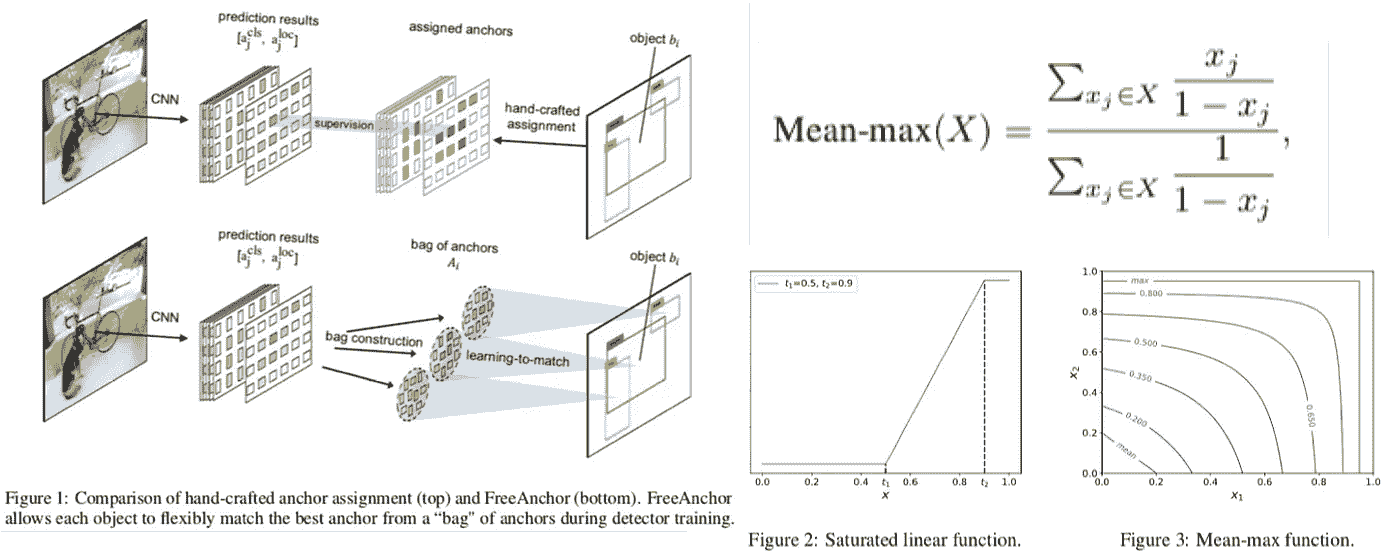 prediction results
[a_j^cls, a_j^loc]
assigned anchors
object b_i
CNN
supervision
hand-crafted
assignment
prediction results
[a_j^cls, a_j^loc]
bag of anchors
A_i
object b_i
CNN
bag construction
learning-to-match
Figure 1: Comparison of hand-crafted anchor assignment (top) and FreeAnchor (bottom). FreeAnchor
allows each object to flexibly match the best anchor from a “bag" of anchors during detector training.
Mean-max(X) = \frac{\sum_{x_j \in X} \frac{x_j}{1 - x_j}}{\sum_{x_j \in X} \frac{1}{1 - x_j}},
t₁=0.5, t₂=0.9
0.0 0.2 0.4 t₁ 0.6 0.8 t₂ 1.0
x
Figure 2: Saturated linear function.
1.0
0.8
0.6
0.4
0.2
0.0
x₂
max
0.800
0.500
0.350
0.200
mean
0.650
0.0 0.2 0.4 0.6 0.8 1.0
x₁
Figure 3: Mean-max function.